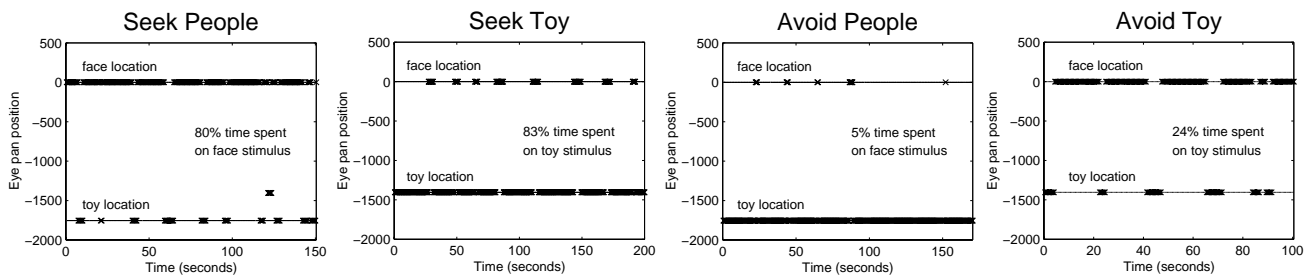 Seek People
500
0
−500
−1000
−1500
−2000
Eye pan position
face location
80% time spent
on face stimulus
toy location
0 50 100 150
Time (seconds)
Seek Toy
500
0
−500
−1000
−1500
−2000
Eye pan position
face location
83% time spent
on toy stimulus
toy location
0 50 100 150 200
Time (seconds)
Avoid People
500
0
−500
−1000
−1500
−2000
Eye pan position
face location
5% time spent
on face stimulus
toy location
0 50 100 150
Time (seconds)
Avoid Toy
500
0
−500
−1000
−1500
−2000
Eye pan position
face location
24% time spent
on toy stimulus
toy location
0 20 40 60 80 100
Time (seconds)